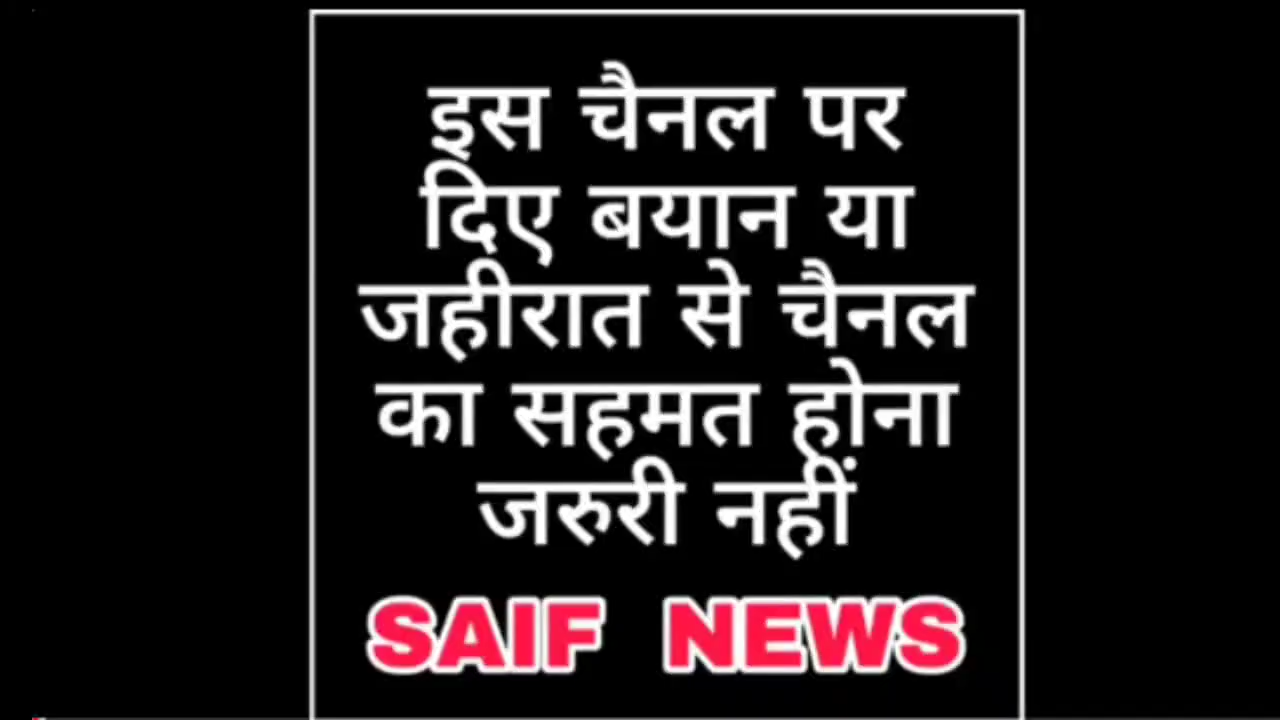 इस चैनल पर
दिए बयान या
जहीरात से चैनल
का सहमत होना
जरुरी नहीं
SAIF NEWS